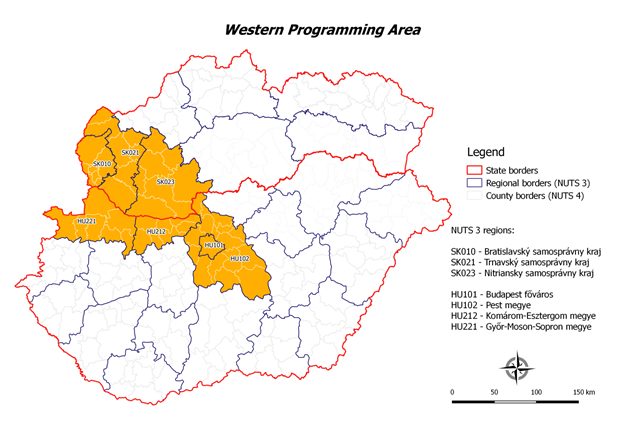 Western Programming Area
SK021
SK010
SK023
HU221
HU212
HU101
HU102
Legend
State borders
Regional borders (NUTS 3)
County borders (NUTS 4)
NUTS 3 regions:
SK010 - Bratislavský samosprávny kraj
SK021 - Trnavský samosprávny kraj
SK023 - Nitriansky samosprávny kraj
HU101 - Budapest főváros
HU102 - Pest megye
HU212 - Komárom-Esztergom megye
HU221 - Győr-Moson-Sopron megye
0 50 100 150 km